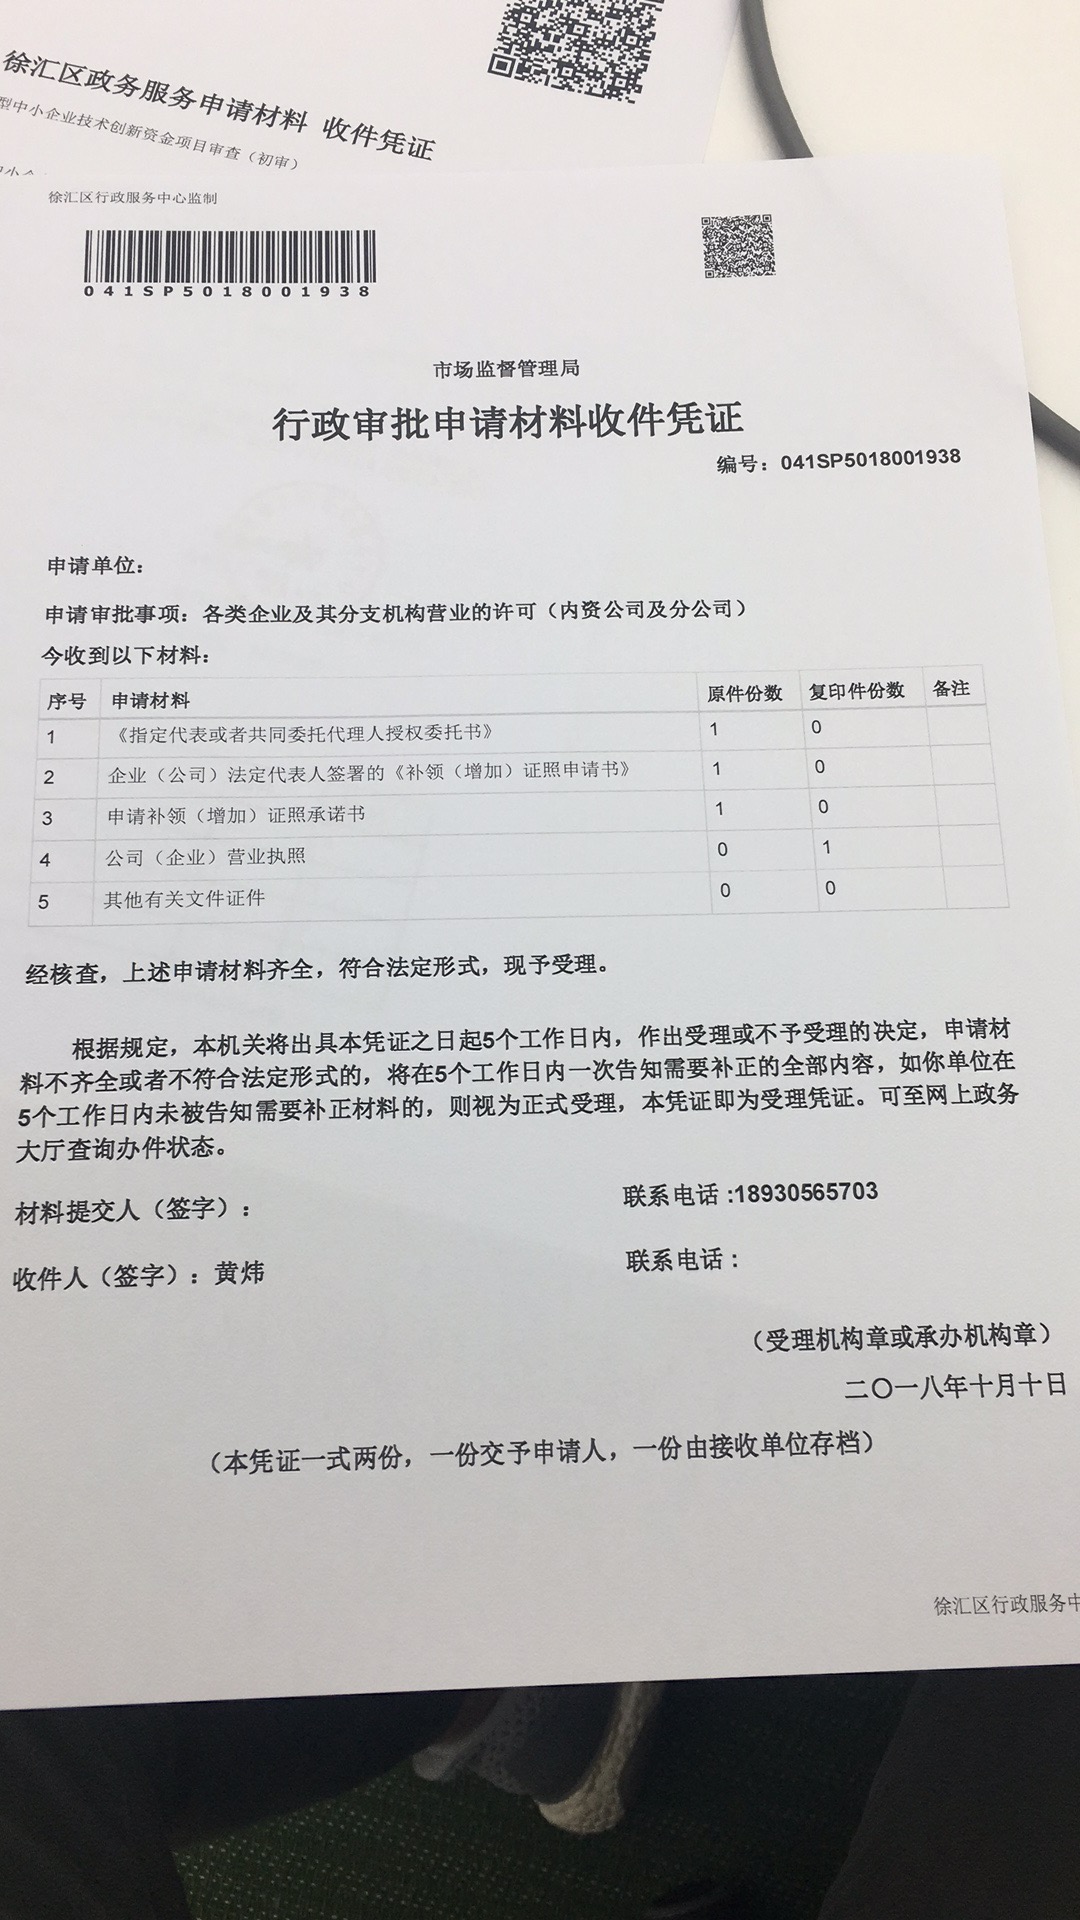 徐汇区政务服务申请材料 收件凭证
型中小企业技术创新资金项目审查（初审）
徐汇区行政服务中心监制
041SP5018001938
市场监督管理局
行政审批申请材料收件凭证
编号：041SP5018001938
申请单位：
申请审批事项：各类企业及其分支机构营业的许可（内资公司及分公司）
今收到以下材料：
序号 申请材料 原件份数 复印件份数 备注
1 《指定代表或者共同委托代理人授权委托书》 1 0
2 企业（公司）法定代表人签署的《补领（增加）证照申请书》 1 0
3 申请补领（增加）证照承诺书 1 0
4 公司（企业）营业执照 0 1
5 其他有关文件证件 0 0
经核查，上述申请材料齐全，符合法定形式，现予受理。
根据规定，本机关将出具本凭证之日起5个工作日内，作出受理或不予受理的决定，申请材
料不齐全或者不符合法定形式的，将在5个工作日内一次告知需要补正的全部内容，如你单位在
5个工作日内未被告知需要补正材料的，则视为正式受理，本凭证即为受理凭证。可至网上政务
大厅查询办件状态。
材料提交人（签字）： 联系电话:18930565703
收件人（签字）：黄炜 联系电话：
（受理机构章或承办机构章）
二〇一八年十月十日
（本凭证一式两份，一份交予申请人，一份由接收单位存档）
徐汇区行政服务中